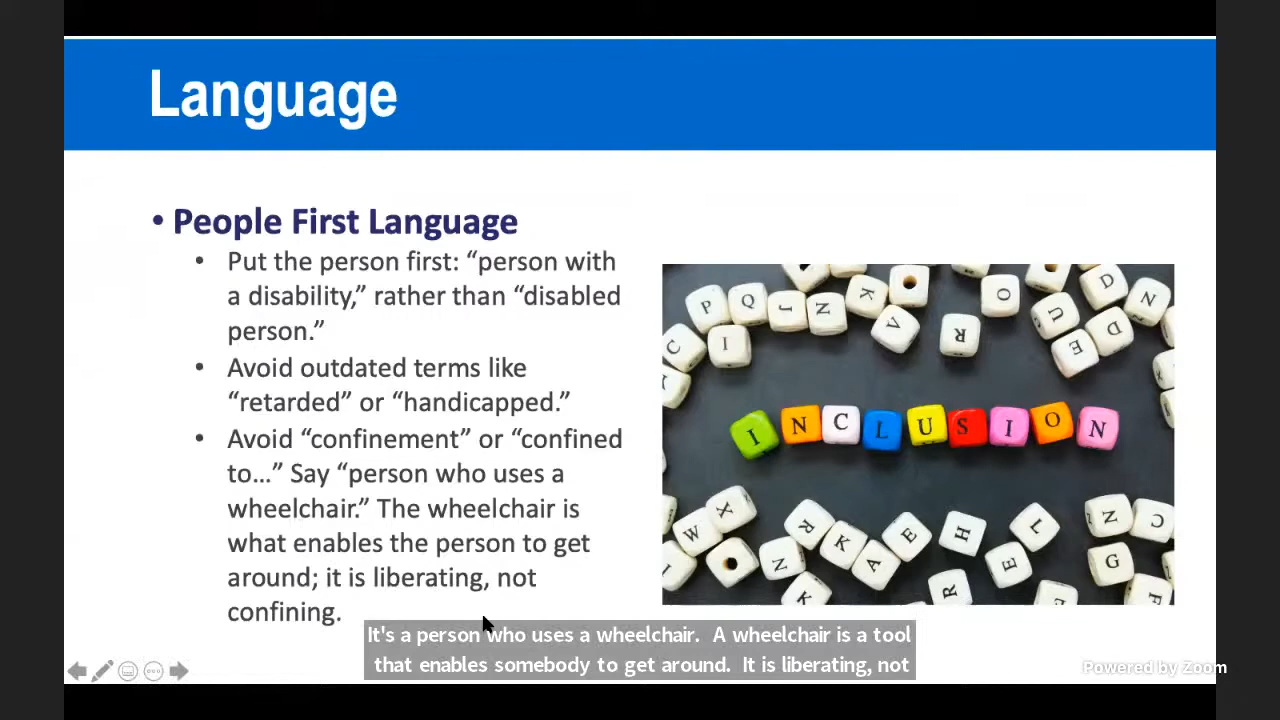 Language
• People First Language
• Put the person first: “person with
a disability,” rather than “disabled
person.”
• Avoid outdated terms like
“retarded” or “handicapped.”
• Avoid “confinement” or “confined
to…” Say “person who uses a
wheelchair.” The wheelchair is
what enables the person to get
around; it is liberating, not
confining.
P Q J N K O D N
C I A R U E D
INCLUSION
W X R K A E H L N C
I N K R E G F
It's a person who uses a wheelchair. A wheelchair is a tool
that enables somebody to get around. It is liberating, not
Powered by Zoom